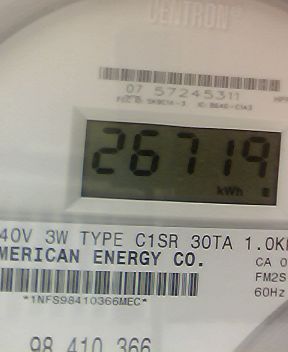 CENTRON®
07 57245311
26719
kWh
40V 3W TYPE C1SR 30TA 1.0K
MERICAN ENERGY CO.
CA 0
FM2S
*1NFS98410366MEC*
60Hz
98 410 366